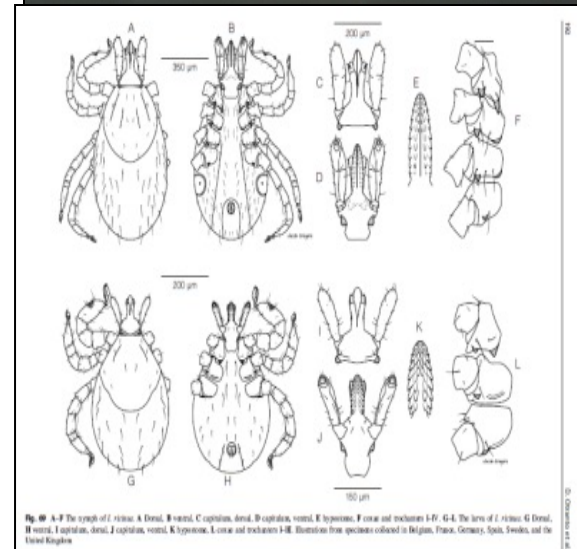 192
A
B
200 µm
350 µm
C
E
F
D
200 µm
I
K
L
J
G
H
150 µm
Fig. 69 A–F The nymph of I. ricinus. A Dorsal, B ventral, C capitulum, dorsal, D capitulum, ventral, E hypostome, F coxae and trochanters I–IV. G–L The larva of I. ricinus. G Dorsal,
H ventral, I capitulum, dorsal, J capitulum, ventral, K hypostome, L coxae and trochanters I–III. Illustrations from specimens collected in Belgium, France, Germany, Spain, Sweden, and the
United Kingdom